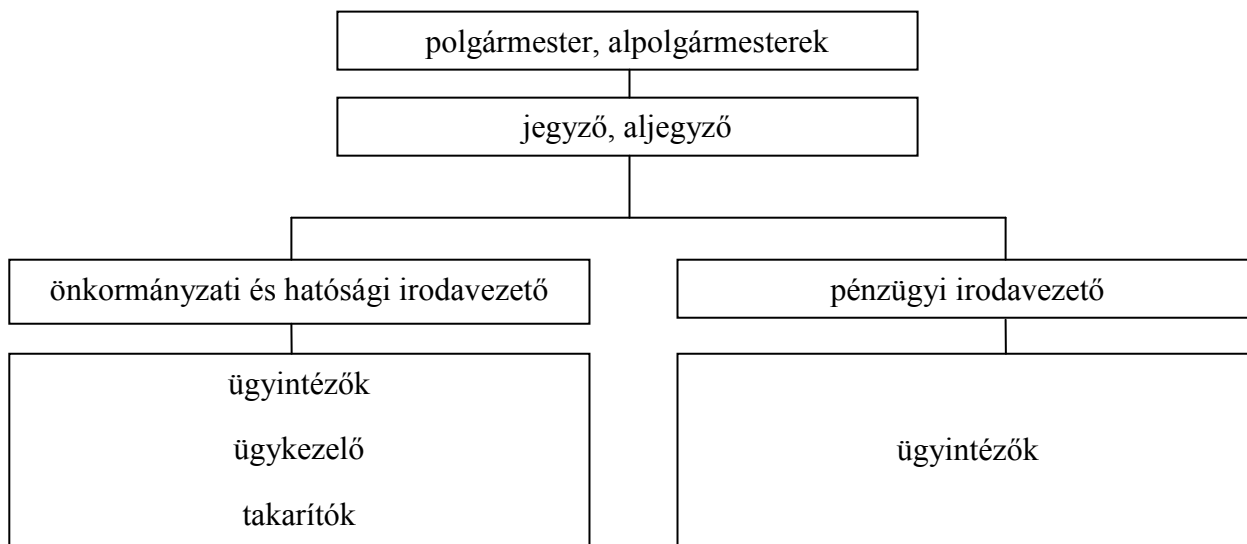 polgármester, alpolgármesterek
jegyző, aljegyző
önkormányzati és hatósági irodavezető
pénzügyi irodavezető
ügyintézők
ügykezelő
takarítók
ügyintézők